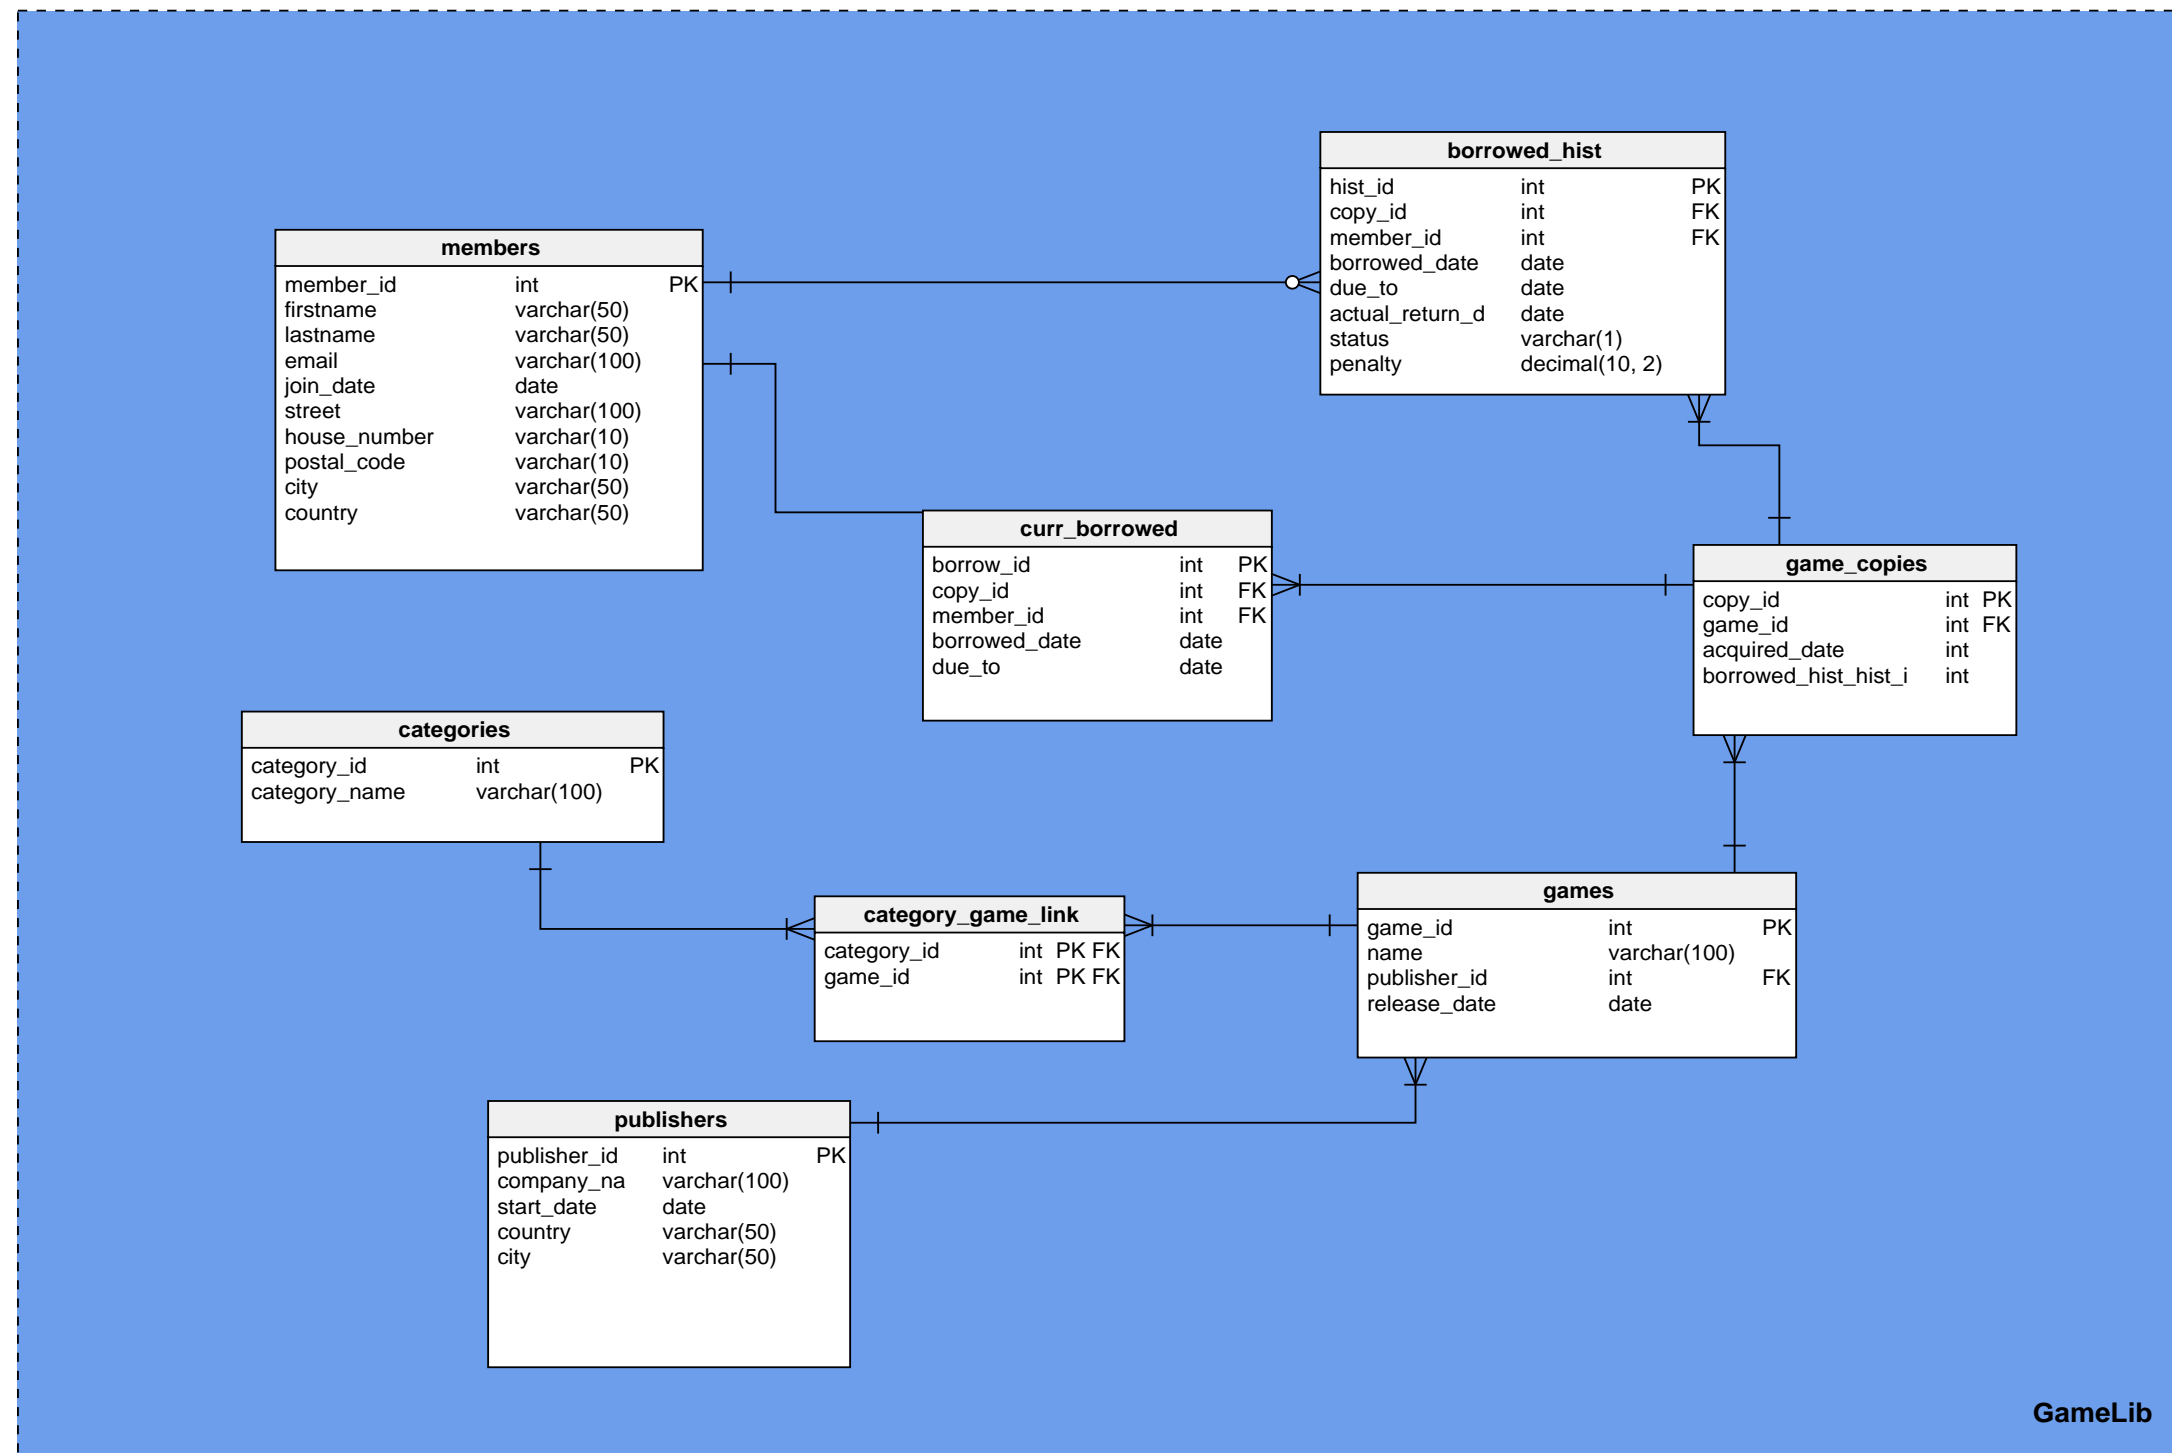 borrowed_hist
hist_id int PK
copy_id int FK
member_id int FK
borrowed_date date
due_to date
actual_return_d date
status varchar(1)
penalty decimal(10, 2)
members
member_id int PK
firstname varchar(50)
lastname varchar(50)
email varchar(100)
join_date date
street varchar(100)
house_number varchar(10)
postal_code varchar(10)
city varchar(50)
country varchar(50)
curr_borrowed
borrow_id int PK
copy_id int FK
member_id int FK
borrowed_date date
due_to date
game_copies
copy_id int PK
game_id int FK
acquired_date int
borrowed_hist_hist_i int
categories
category_id int PK
category_name varchar(100)
category_game_link
category_id int PK FK
game_id int PK FK
games
game_id int PK
name varchar(100)
publisher_id int FK
release_date date
publishers
publisher_id int PK
company_na varchar(100)
start_date date
country varchar(50)
city varchar(50)
GameLib